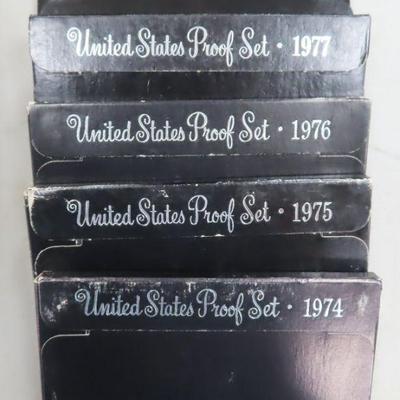 United States Proof Set · 1977
United States Proof Set · 1976
United States Proof Set · 1975
United States Proof Set · 1974